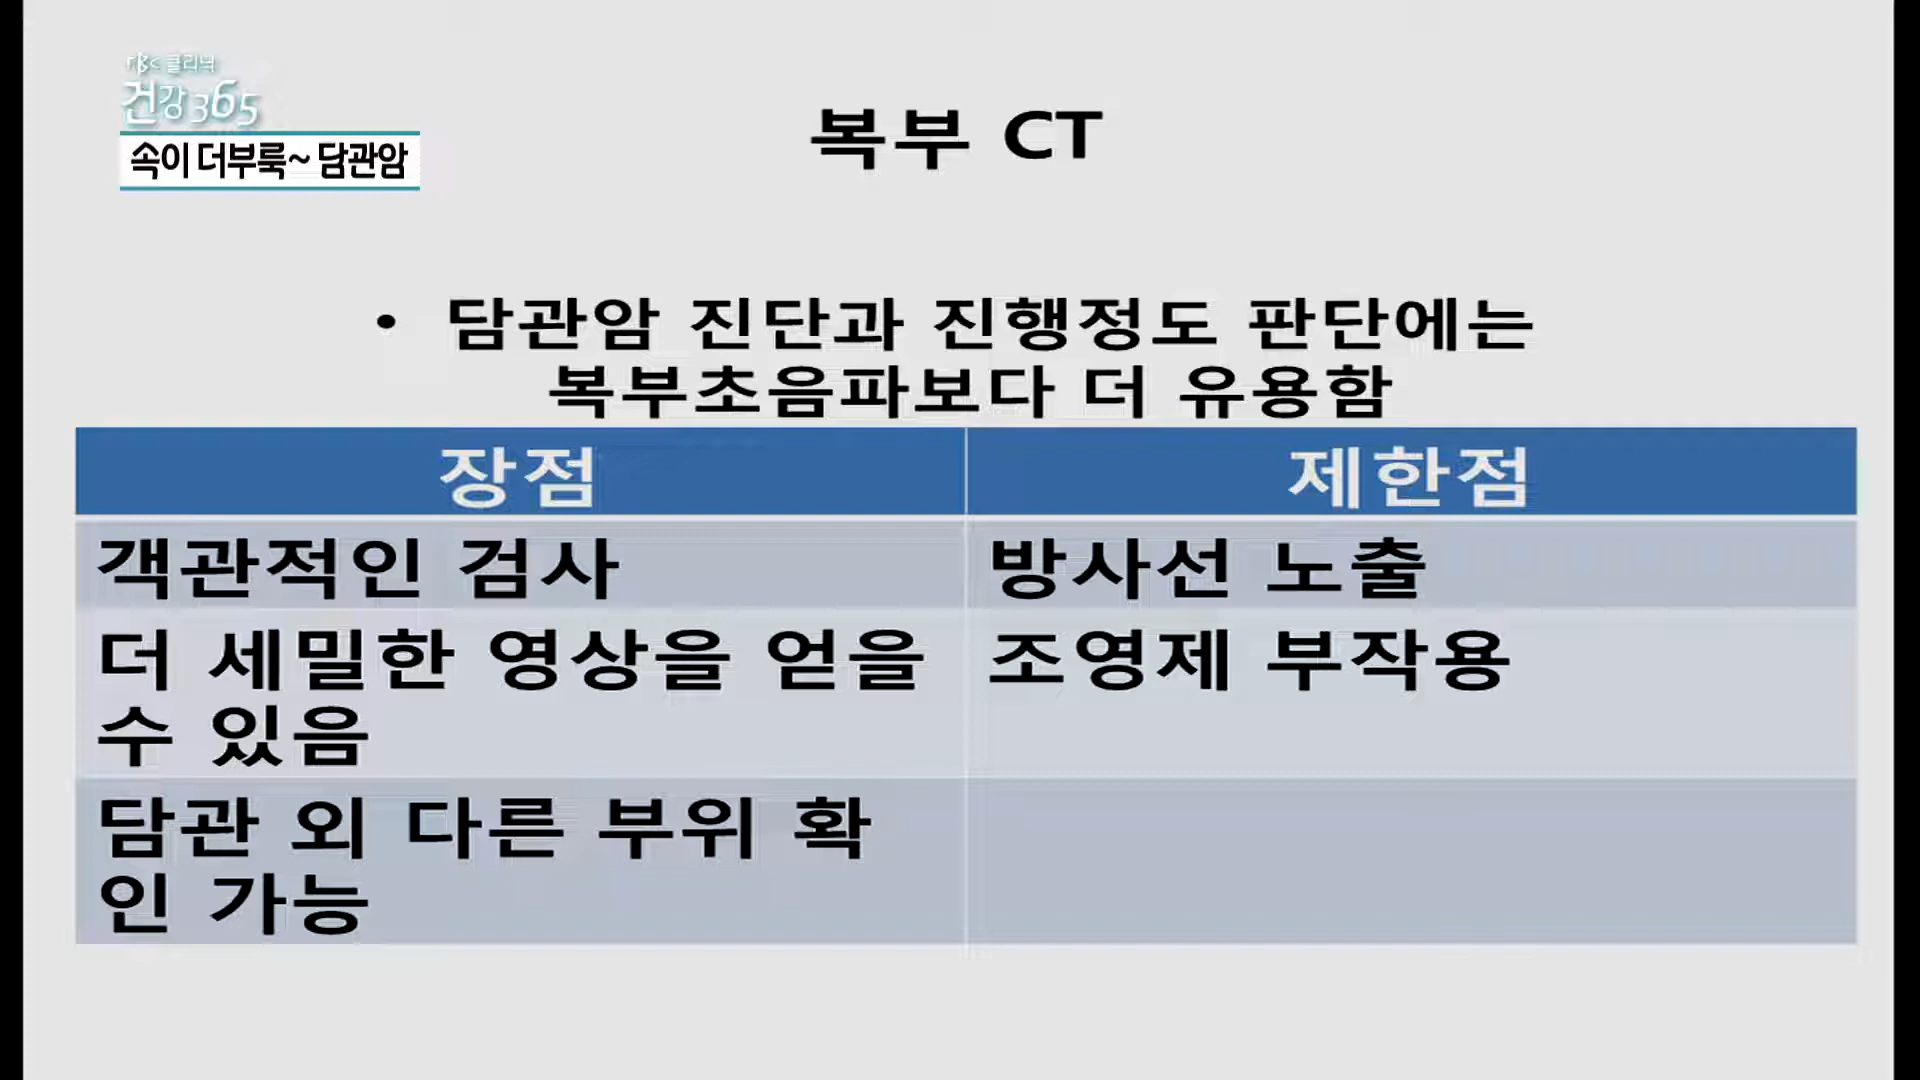 클리닉
건강365
속이 더부룩~ 담관암
복부 CT
• 담관암 진단과 진행정도 판단에는
복부초음파보다 더 유용함
장점 제한점
객관적인 검사 방사선 노출
더 세밀한 영상을 얻을 조영제 부작용
수 있음
담관 외 다른 부위 확
인 가능